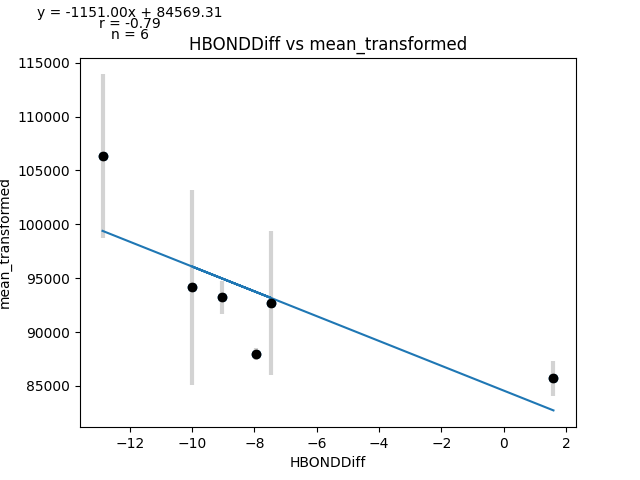 y = -1151.00x + 84569.31
r = -0.79
n = 6
HBONDDiff vs mean_transformed
115000
110000
105000
100000
95000
90000
85000
mean_transformed
−12
−10
−8
−6
−4
−2
0
2
HBONDDiff